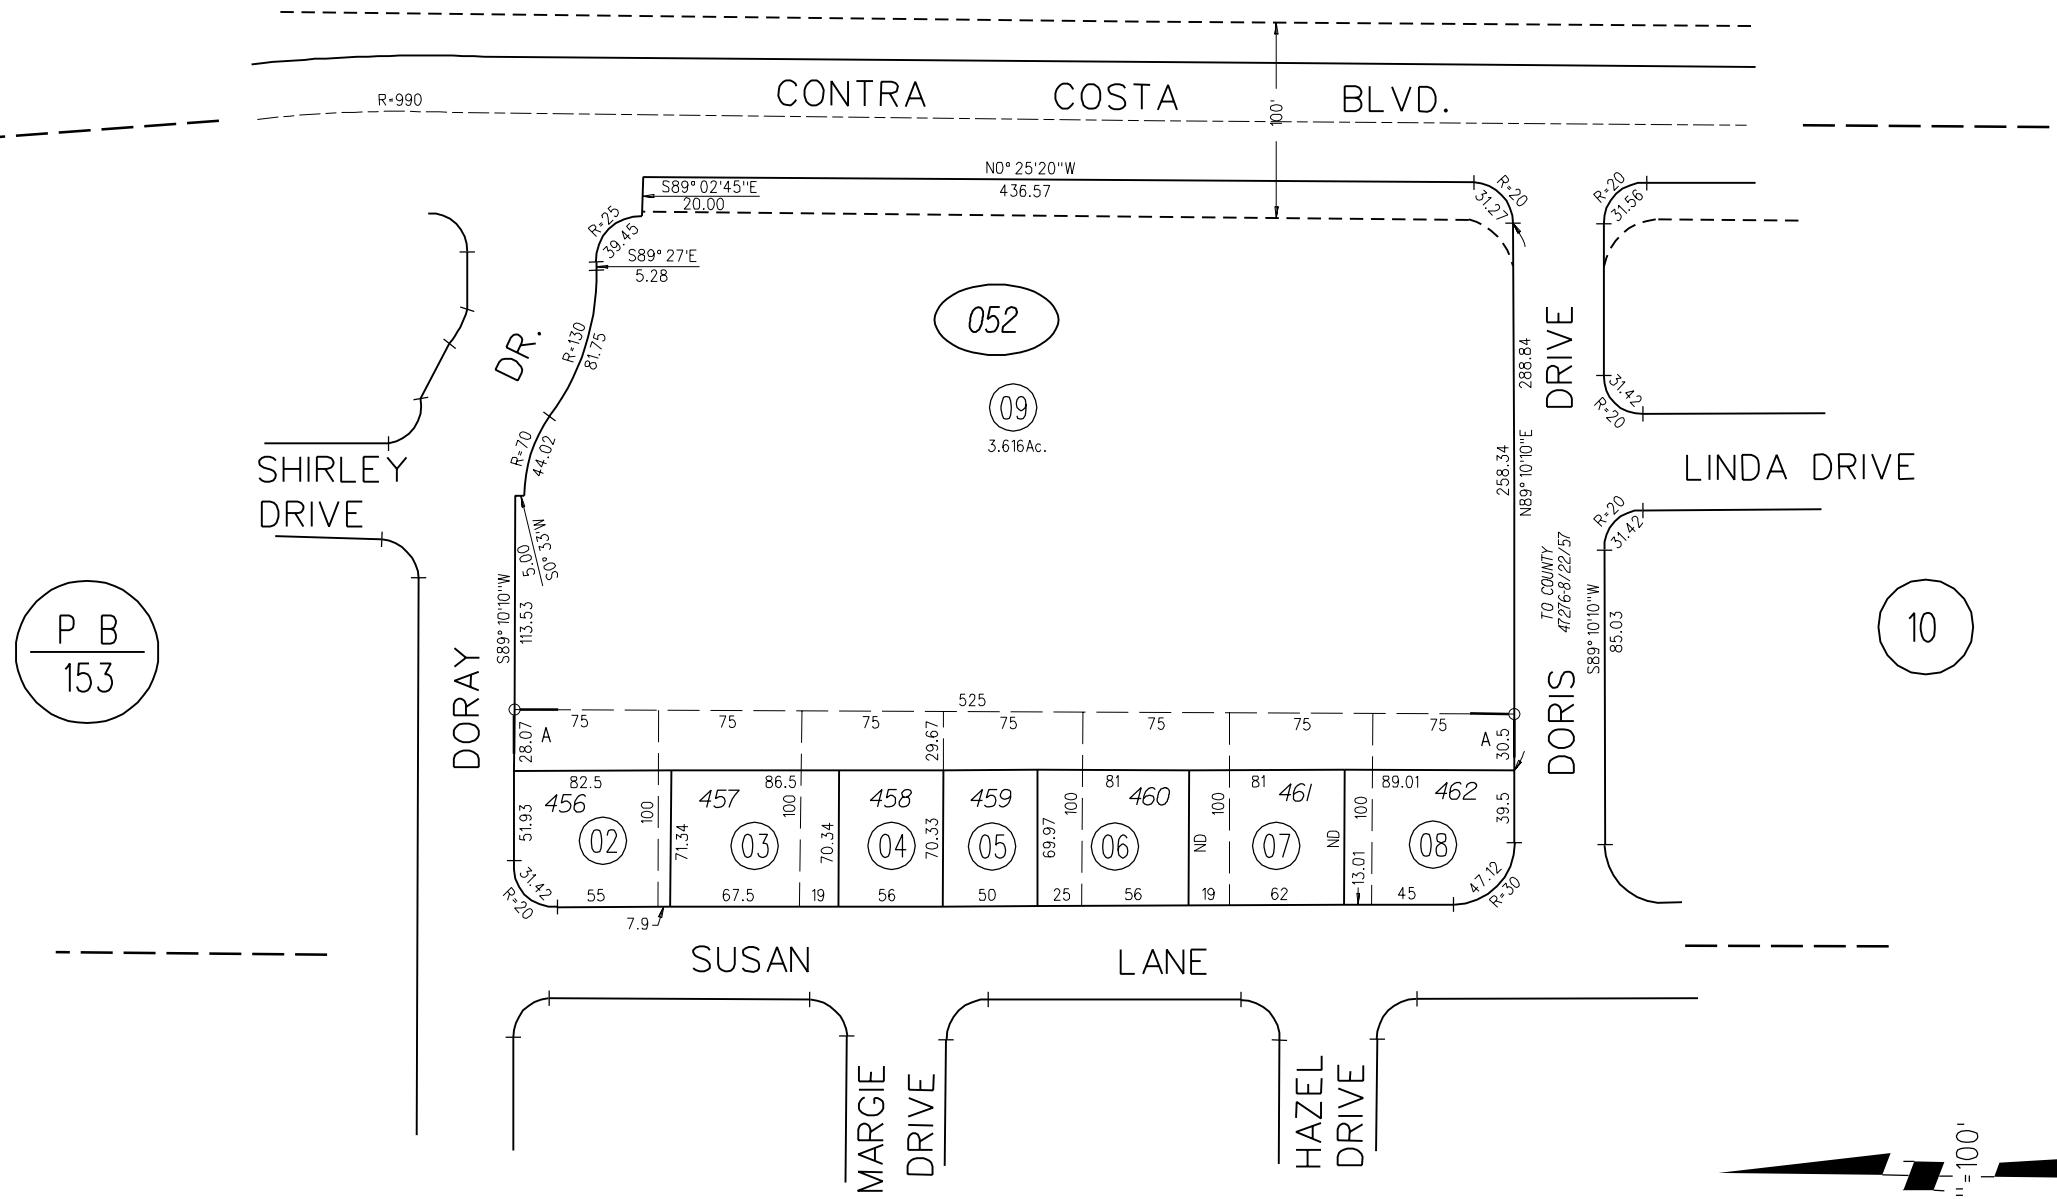 R=990
CONTRA COSTA BLVD.
100'
N0° 25'20"W
436.57
S89° 02'45"E
20.00
R=25
39.45
S89° 27'E
5.28
R=20
31.27
R=20
31.56
052
DR.
R=130
81.75
09
3.616Ac.
288.84
DRIVE
31.42
R=20
R=70
44.02
SHIRLEY
DRIVE
258.34
N89° 10'10"E
LINDA DRIVE
R=20
31.42
5.00
S0° 33'W
S89° 10'10"W
113.53
TO COUNTY
47276-8/22/57
S89° 10'10"W
85.03
P B
153
10
DORAY
DORIS
525
75 75 75 75 75 75 75
28.07
A
29.67
A
30.5
82.5 86.5 81 81 89.01
456 457 458 459 460 461 462
51.93
100
71.34
100
70.34
70.33
69.97
100
ND
100
ND
100
13.01
39.5
02 03 04 05 06 07 08
31.42
R=20
55 67.5 19 56 50 25 56 19 62 45
47.12
R=30
7.9
SUSAN LANE
MARGIE
DRIVE
HAZEL
DRIVE
"=100'